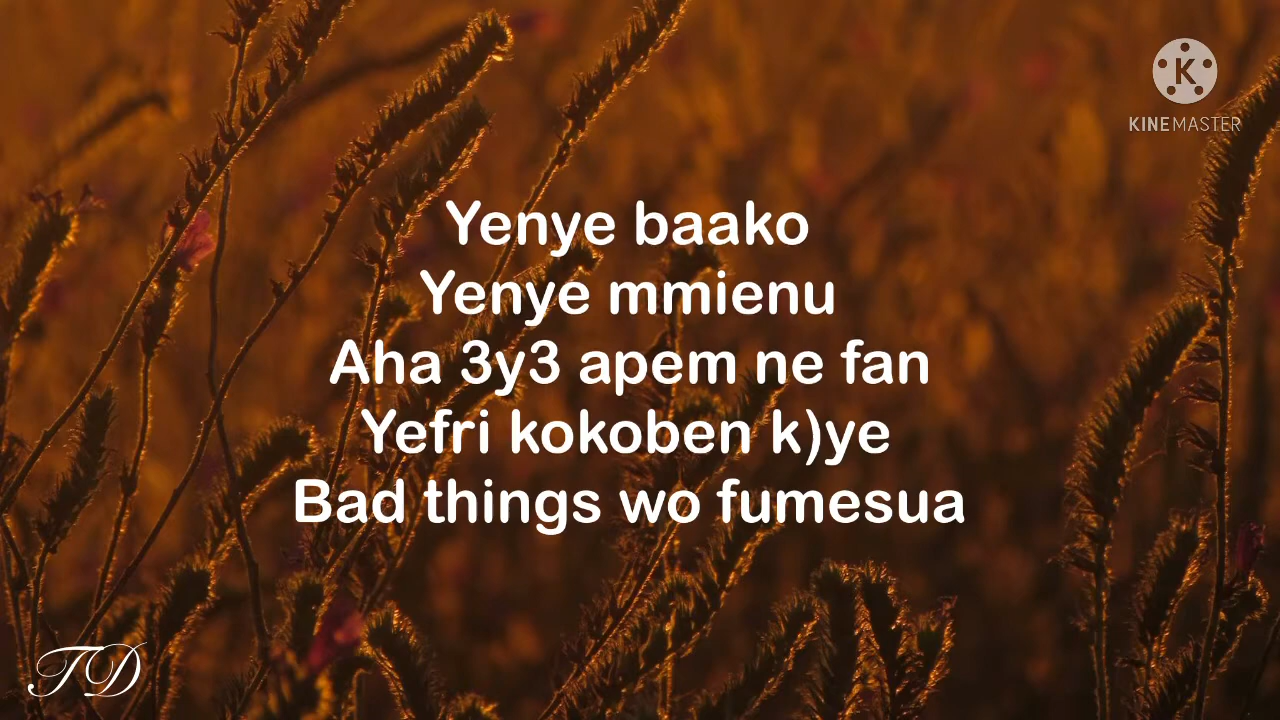 K
KINEMASTER
Yenye baako
Yenye mmienu
Aha 3y3 apem ne fan
Yefri kokoben k)ye
Bad things wo fumesua
TD